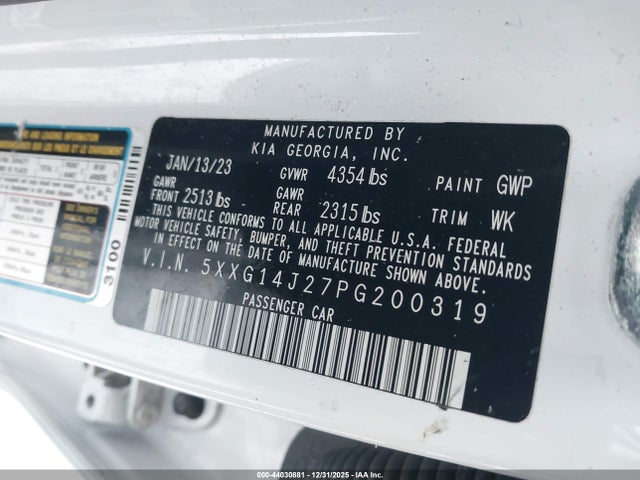 MANUFACTURED BY
KIA GEORGIA, INC.
JAN/13/23 GVWR 4354 lbs PAINT GWP
GAWR GAWR
FRONT 2513 lbs REAR 2315 lbs TRIM WK
THIS VEHICLE CONFORMS TO ALL APPLICABLE U.S.A. FEDERAL
MOTOR VEHICLE SAFETY, BUMPER, AND THEFT PREVENTION STANDARDS
IN EFFECT ON THE DATE OF MANUFACTURE SHOWN ABOVE.
V.I.N. 5XXG14J27PG200319
PASSENGER CAR
3100
AND LOADING INFORMATION
000-44030881 - 12/31/2025 - IAA Inc.